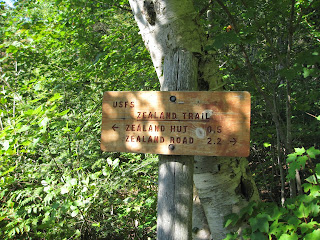 USFS
ZEALAND TRAIL
← ZEALAND HUT 0.5
ZEALAND ROAD 2.2 →